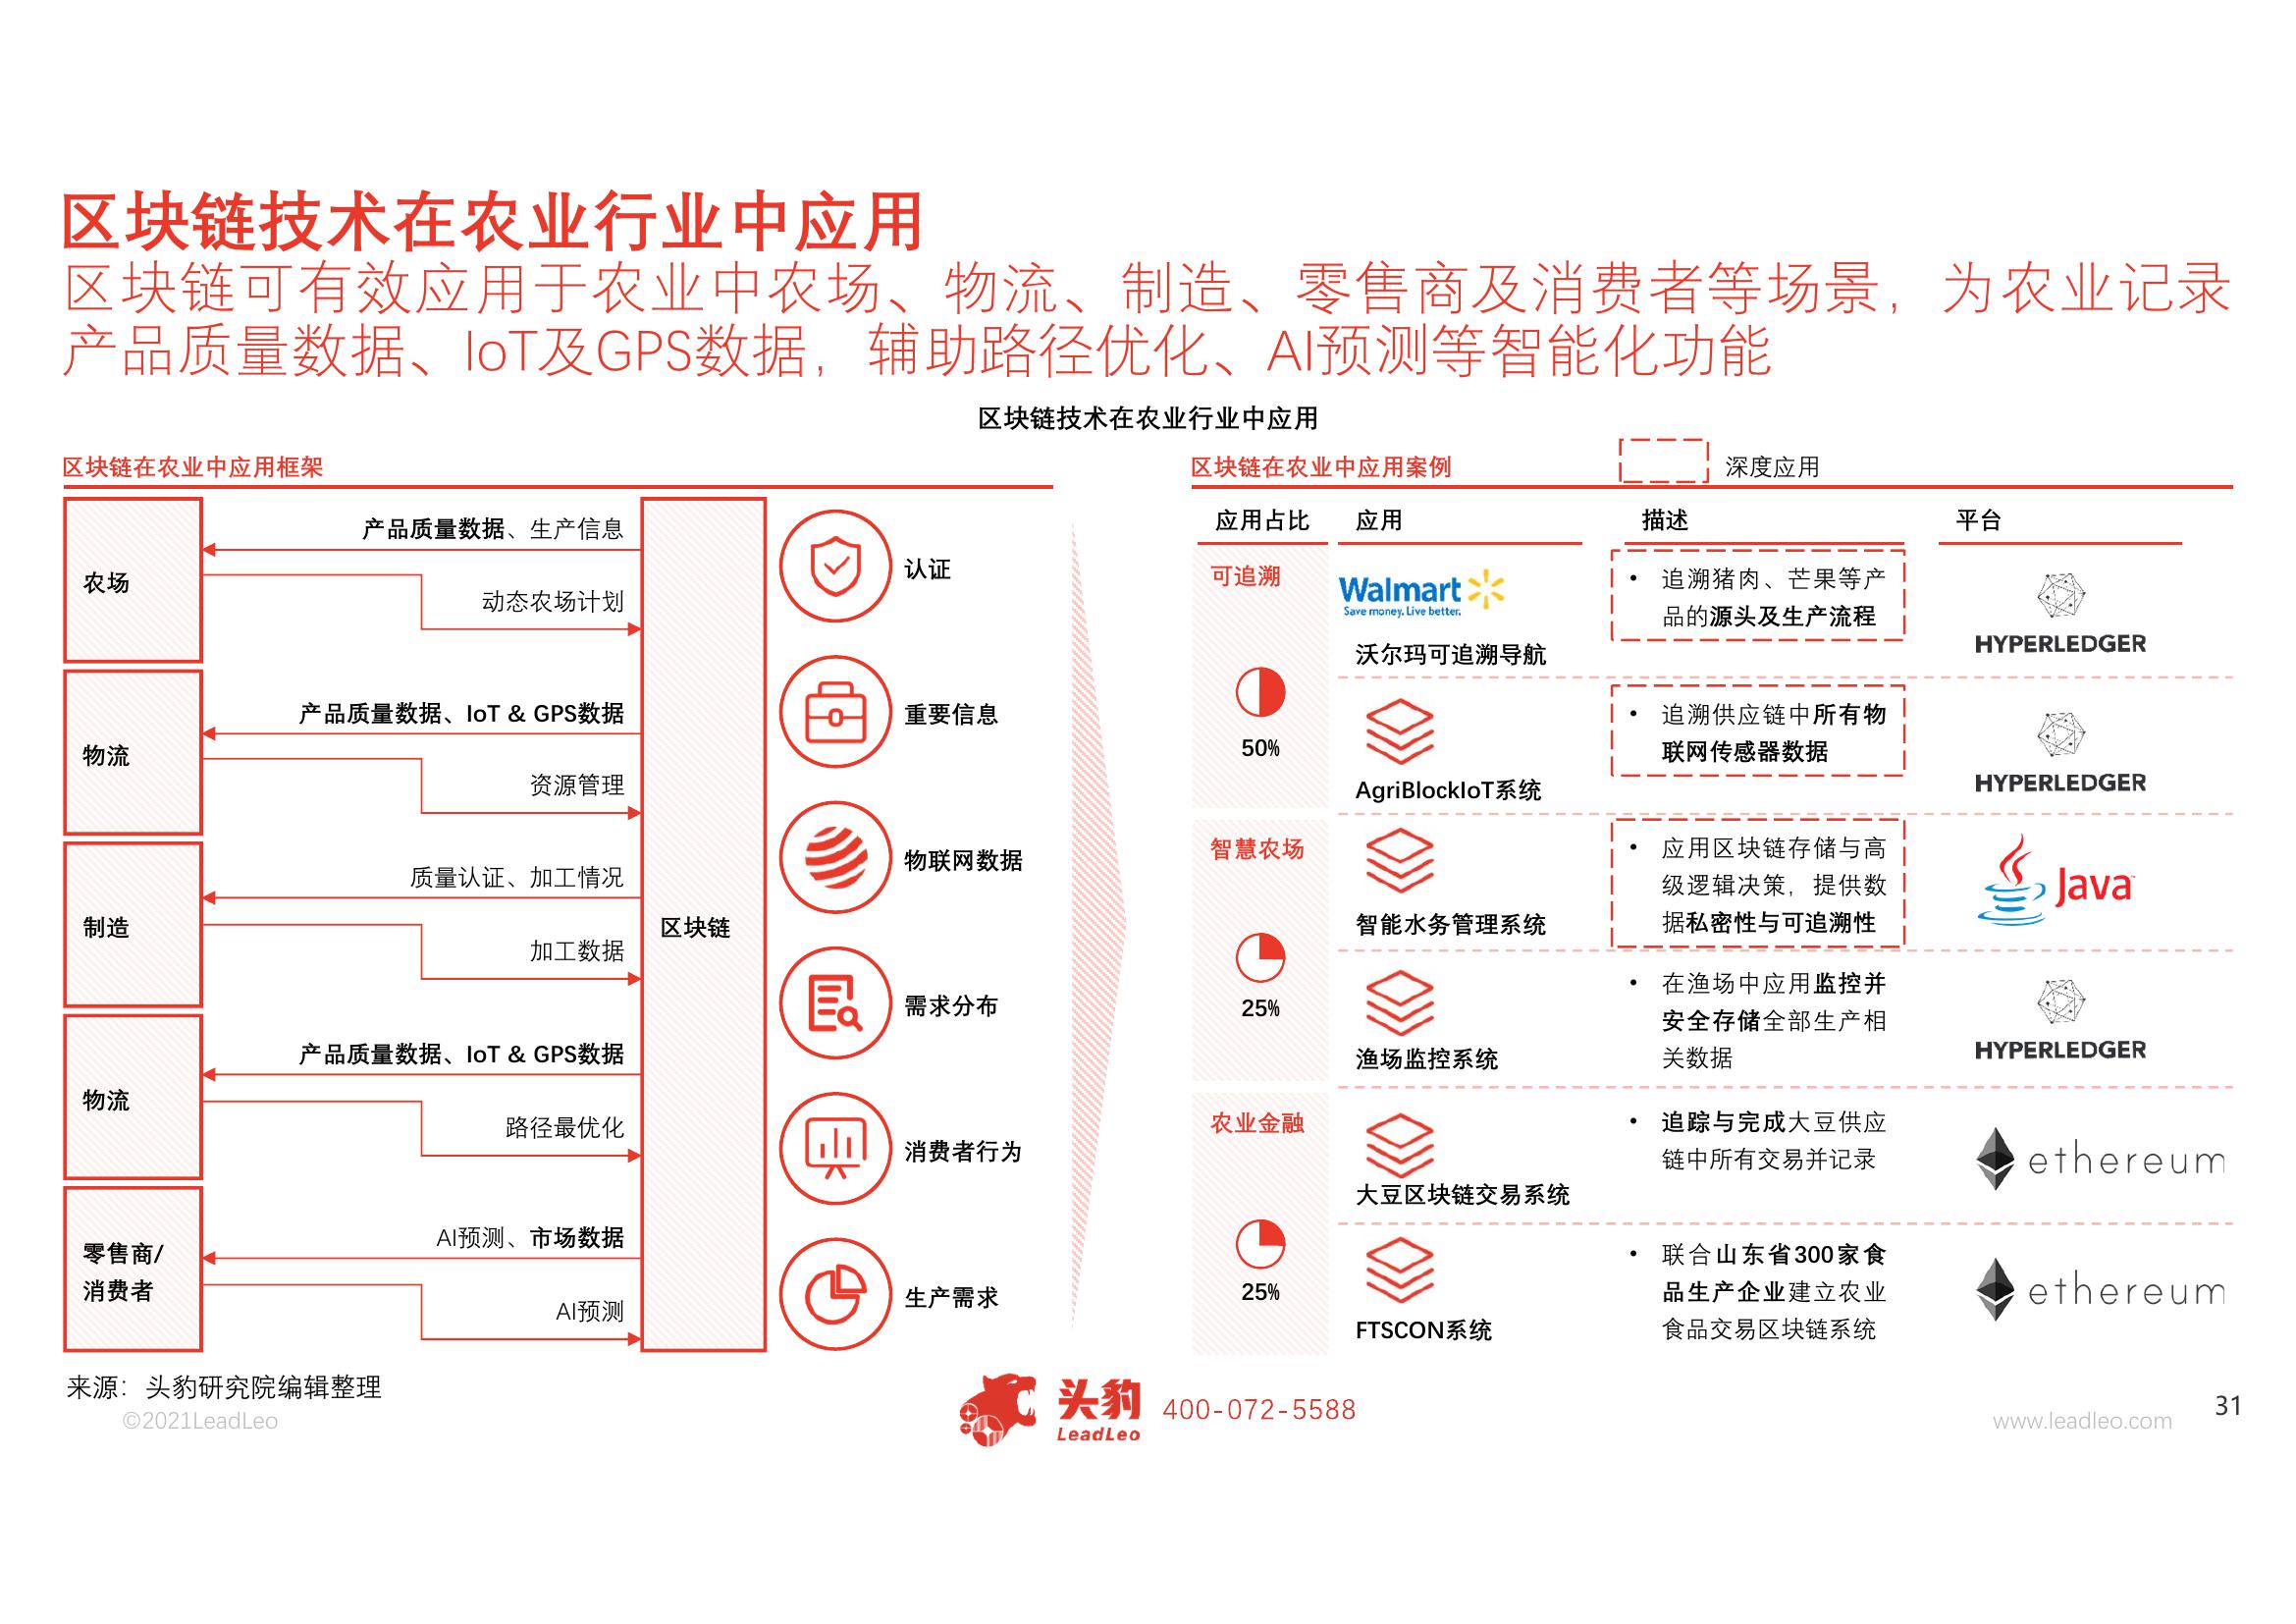 区块链技术在农业行业中应用
区块链可有效应用于农业中农场、物流、制造、零售商及消费者等场景，为农业记录
产品质量数据、IoT及GPS数据，辅助路径优化、AI预测等智能化功能
区块链技术在农业行业中应用
区块链在农业中应用框架
农场
产品质量数据、生产信息
动态农场计划
物流
产品质量数据、IoT & GPS数据
资源管理
制造
质量认证、加工情况
加工数据
物流
产品质量数据、IoT & GPS数据
路径最优化
零售商/
消费者
AI预测、市场数据
AI预测
区块链
认证
重要信息
物联网数据
需求分布
消费者行为
生产需求
区块链在农业中应用案例
深度应用
应用占比
应用
描述
平台
可追溯
50%
Walmart
Save money. Live better.
沃尔玛可追溯导航
• 追溯猪肉、芒果等产
品的源头及生产流程
HYPERLEDGER
AgriBlockIoT系统
• 追溯供应链中所有物
联网传感器数据
HYPERLEDGER
智慧农场
25%
智能水务管理系统
• 应用区块链存储与高
级逻辑决策，提供数
据私密性与可追溯性
Java
渔场监控系统
• 在渔场中应用监控并
安全存储全部生产相
关数据
HYPERLEDGER
农业金融
25%
大豆区块链交易系统
• 追踪与完成大豆供应
链中所有交易并记录
ethereum
FTSCON系统
• 联合山东省300家食
品生产企业建立农业
食品交易区块链系统
ethereum
来源：头豹研究院编辑整理
©2021LeadLeo
头豹
LeadLeo
400-072-5588
www.leadleo.com
31